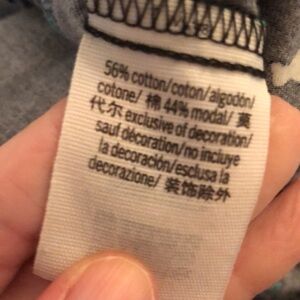 56% cotton/coton/algodón/
cotone/ 棉 44% modal/ 莫
代尔 exclusive of decoration/
sauf décoration/no incluye
la decoración/esclusa la
decorazione/ 装饰除外